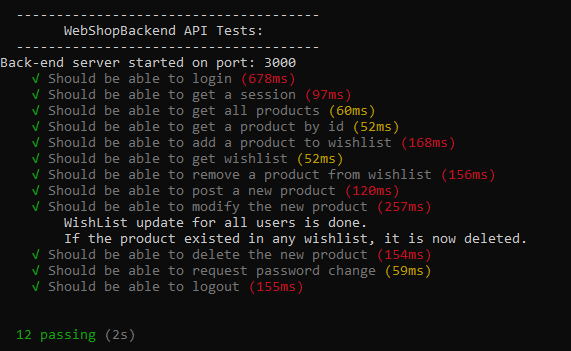 ----------------------------------------
WebShopBackend API Tests:
----------------------------------------
Back-end server started on port: 3000
√ Should be able to login (678ms)
√ Should be able to get a session (97ms)
√ Should be able to get all products (60ms)
√ Should be able to get a product by id (52ms)
√ Should be able to add a product to wishlist (168ms)
√ Should be able to get wishlist (52ms)
√ Should be able to remove a product from wishlist (156ms)
√ Should be able to post a new product (120ms)
√ Should be able to modify the new product (257ms)
WishList update for all users is done.
If the product existed in any wishlist, it is now deleted.
√ Should be able to delete the new product (154ms)
√ Should be able to request password change (59ms)
√ Should be able to logout (155ms)
12 passing (2s)